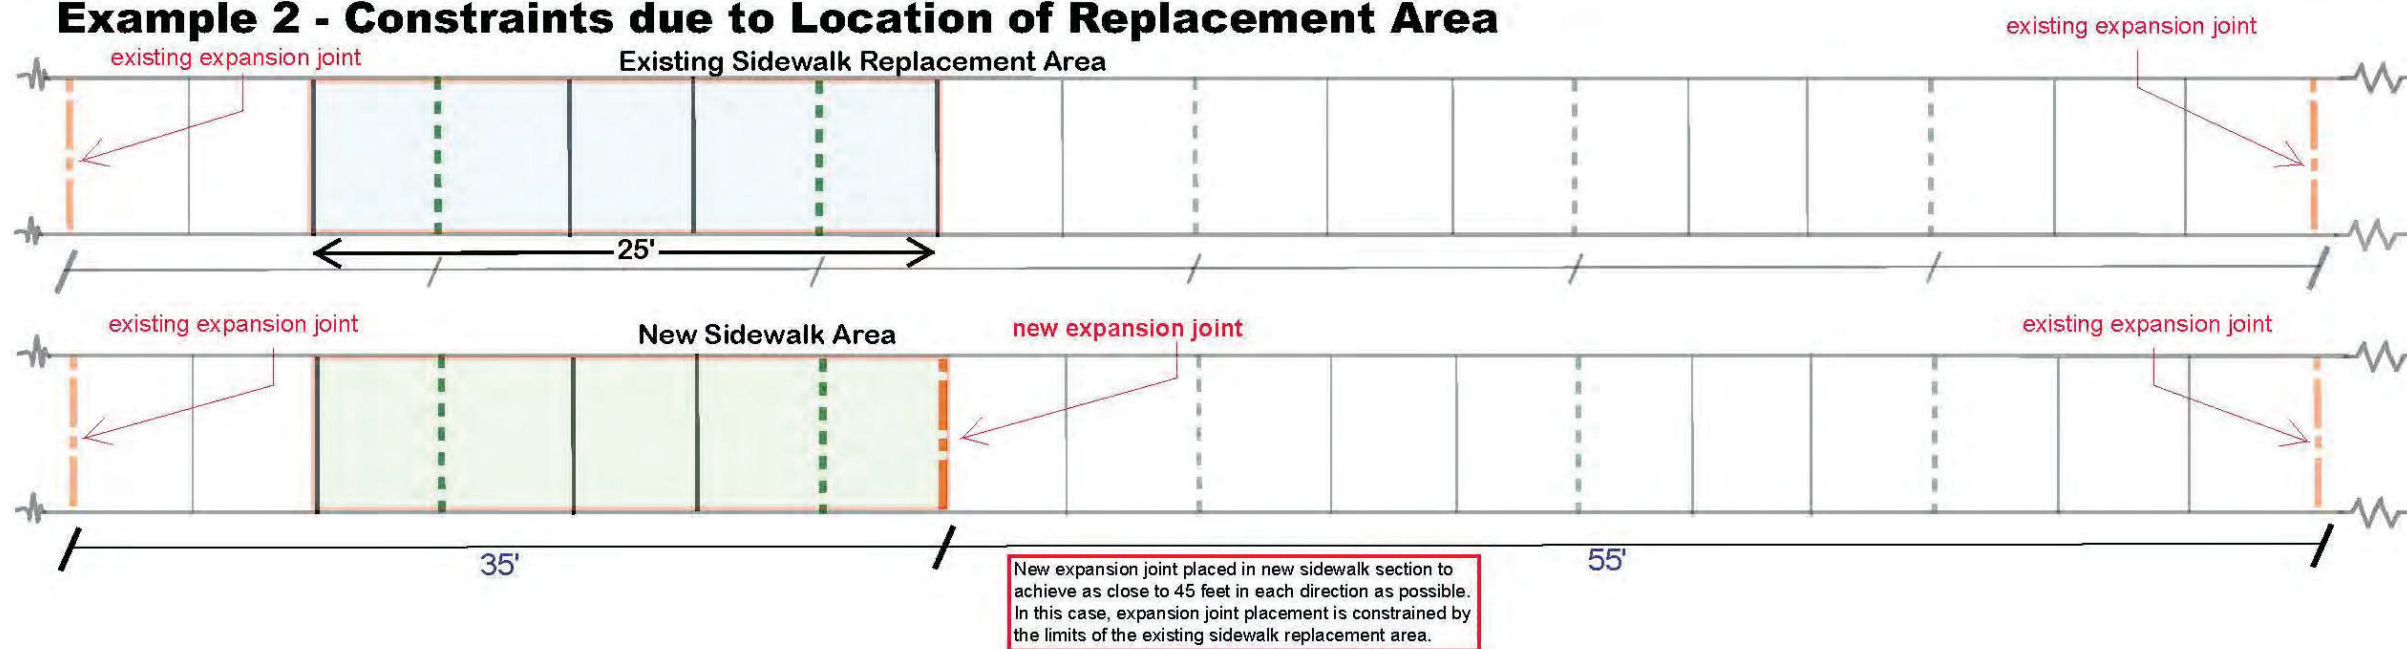 Example 2 - Constraints due to Location of Replacement Area
existing expansion joint
existing expansion joint
Existing Sidewalk Replacement Area
25'
existing expansion joint
New Sidewalk Area
new expansion joint
existing expansion joint
35'
55'
New expansion joint placed in new sidewalk section to
achieve as close to 45 feet in each direction as possible.
In this case, expansion joint placement is constrained by
the limits of the existing sidewalk replacement area.